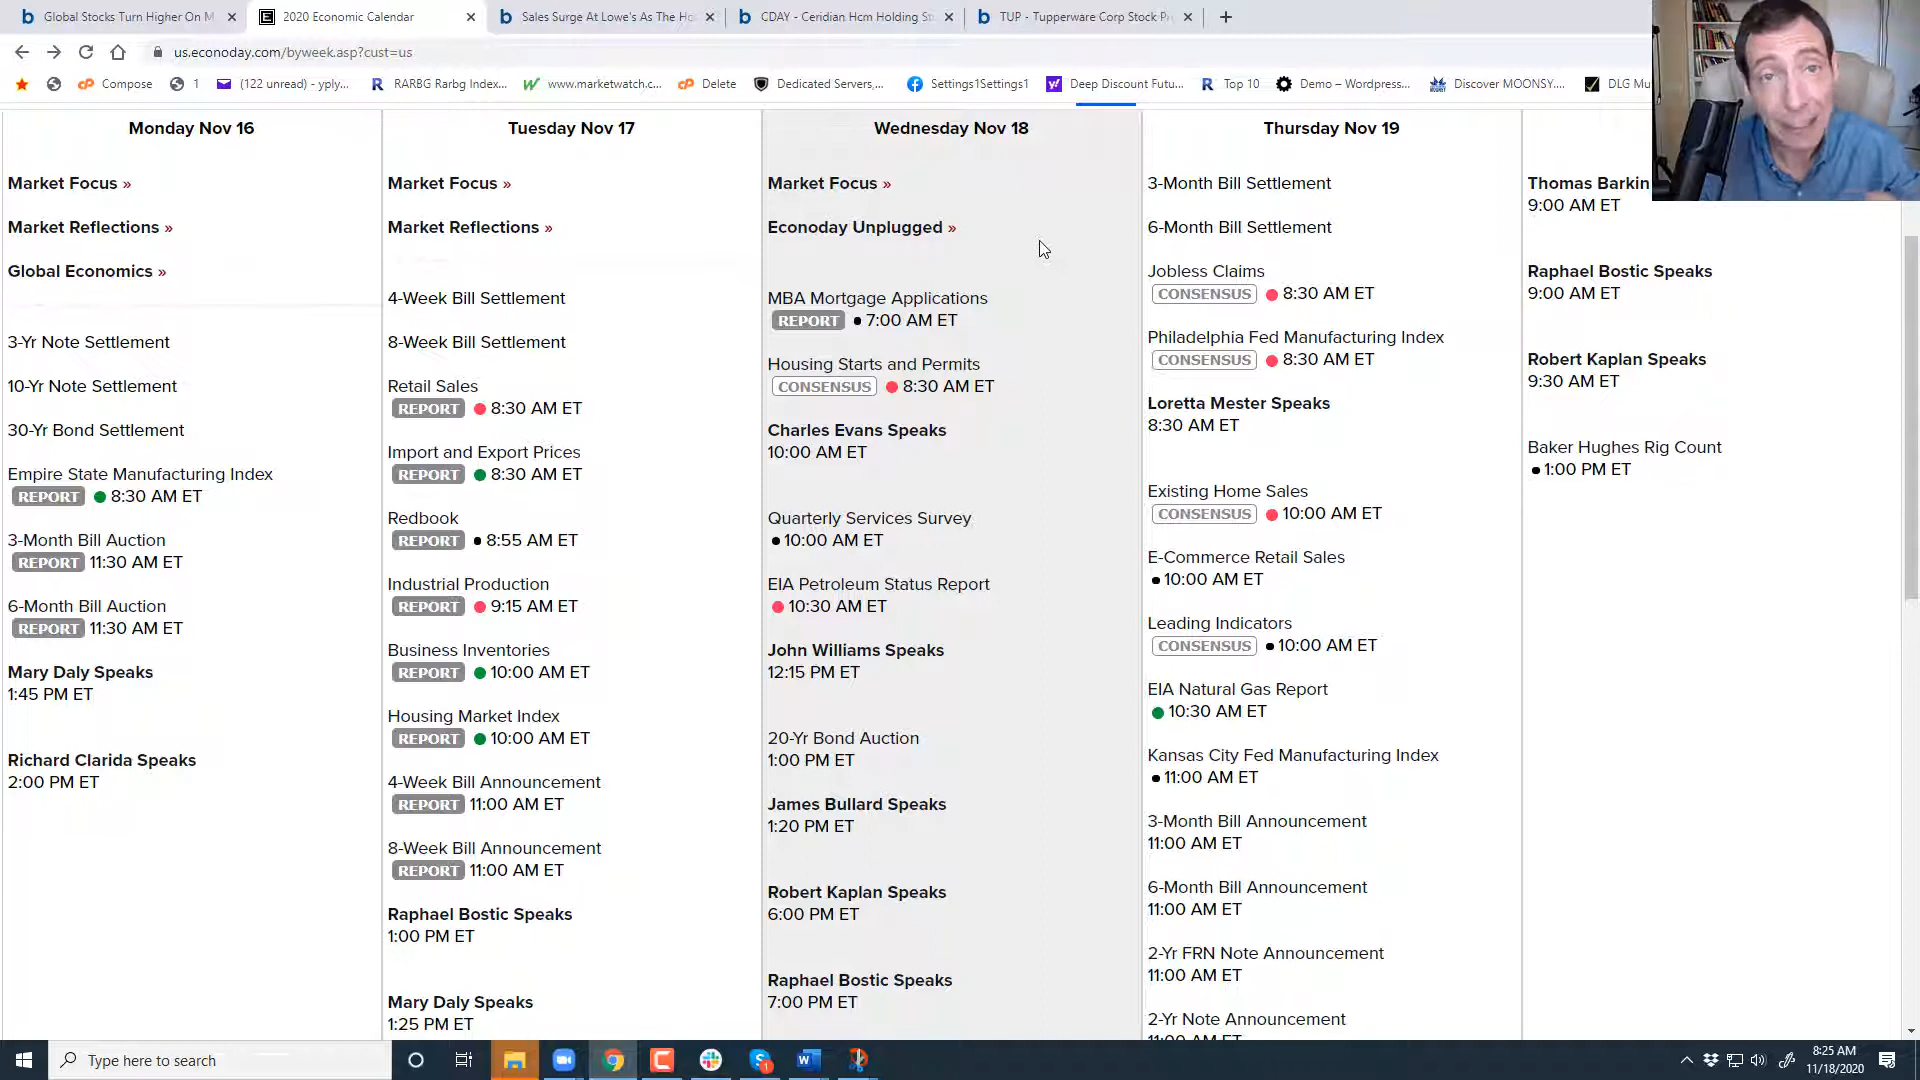 Global Stocks Turn Higher On M
2020 Economic Calendar
Sales Surge At Lowe's As The Ho
CDAY - Ceridian Hcm Holding St
TUP - Tupperware Corp Stock Pr
us.econoday.com/byweek.asp?cust=us
Compose
1
(122 unread) - yply...
RARBG Rarbg Index...
www.marketwatch.c...
Delete
Dedicated Servers,...
Settings1Settings1
Deep Discount Futu...
Top 10
Demo – Wordpress...
Discover MOONSY....
DLG Mu
Monday Nov 16
Market Focus »
Market Reflections »
Global Economics »
3-Yr Note Settlement
10-Yr Note Settlement
30-Yr Bond Settlement
Empire State Manufacturing Index
REPORT 8:30 AM ET
3-Month Bill Auction
REPORT 11:30 AM ET
6-Month Bill Auction
REPORT 11:30 AM ET
Mary Daly Speaks
1:45 PM ET
Richard Clarida Speaks
2:00 PM ET
Tuesday Nov 17
Market Focus »
Market Reflections »
4-Week Bill Settlement
8-Week Bill Settlement
Retail Sales
REPORT 8:30 AM ET
Import and Export Prices
REPORT 8:30 AM ET
Redbook
REPORT 8:55 AM ET
Industrial Production
REPORT 9:15 AM ET
Business Inventories
REPORT 10:00 AM ET
Housing Market Index
REPORT 10:00 AM ET
4-Week Bill Announcement
REPORT 11:00 AM ET
8-Week Bill Announcement
REPORT 11:00 AM ET
Raphael Bostic Speaks
1:00 PM ET
Mary Daly Speaks
1:25 PM ET
Wednesday Nov 18
Market Focus »
Econoday Unplugged »
MBA Mortgage Applications
REPORT 7:00 AM ET
Housing Starts and Permits
CONSENSUS 8:30 AM ET
Charles Evans Speaks
10:00 AM ET
Quarterly Services Survey
10:00 AM ET
EIA Petroleum Status Report
10:30 AM ET
John Williams Speaks
12:15 PM ET
20-Yr Bond Auction
1:00 PM ET
James Bullard Speaks
1:20 PM ET
Robert Kaplan Speaks
6:00 PM ET
Raphael Bostic Speaks
7:00 PM ET
Thursday Nov 19
3-Month Bill Settlement
6-Month Bill Settlement
Jobless Claims
CONSENSUS 8:30 AM ET
Philadelphia Fed Manufacturing Index
CONSENSUS 8:30 AM ET
Loretta Mester Speaks
8:30 AM ET
Existing Home Sales
CONSENSUS 10:00 AM ET
E-Commerce Retail Sales
10:00 AM ET
Leading Indicators
CONSENSUS 10:00 AM ET
EIA Natural Gas Report
10:30 AM ET
Kansas City Fed Manufacturing Index
11:00 AM ET
3-Month Bill Announcement
11:00 AM ET
6-Month Bill Announcement
11:00 AM ET
2-Yr FRN Note Announcement
11:00 AM ET
2-Yr Note Announcement
Thomas Barkin
9:00 AM ET
Raphael Bostic Speaks
9:00 AM ET
Robert Kaplan Speaks
9:30 AM ET
Baker Hughes Rig Count
1:00 PM ET
Type here to search
8:25 AM
11/18/2020